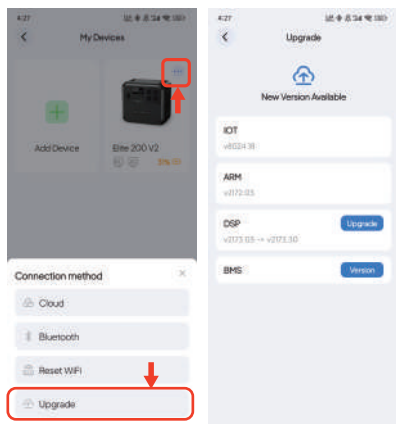 4:27
My Devices
Add Device
Elite 200 V2
Connection method
Cloud
Bluetooth
Reset WiFi
Upgrade
4:27
Upgrade
New Version Available
IOT
ARM
DSP
Upgrade
BMS
Version